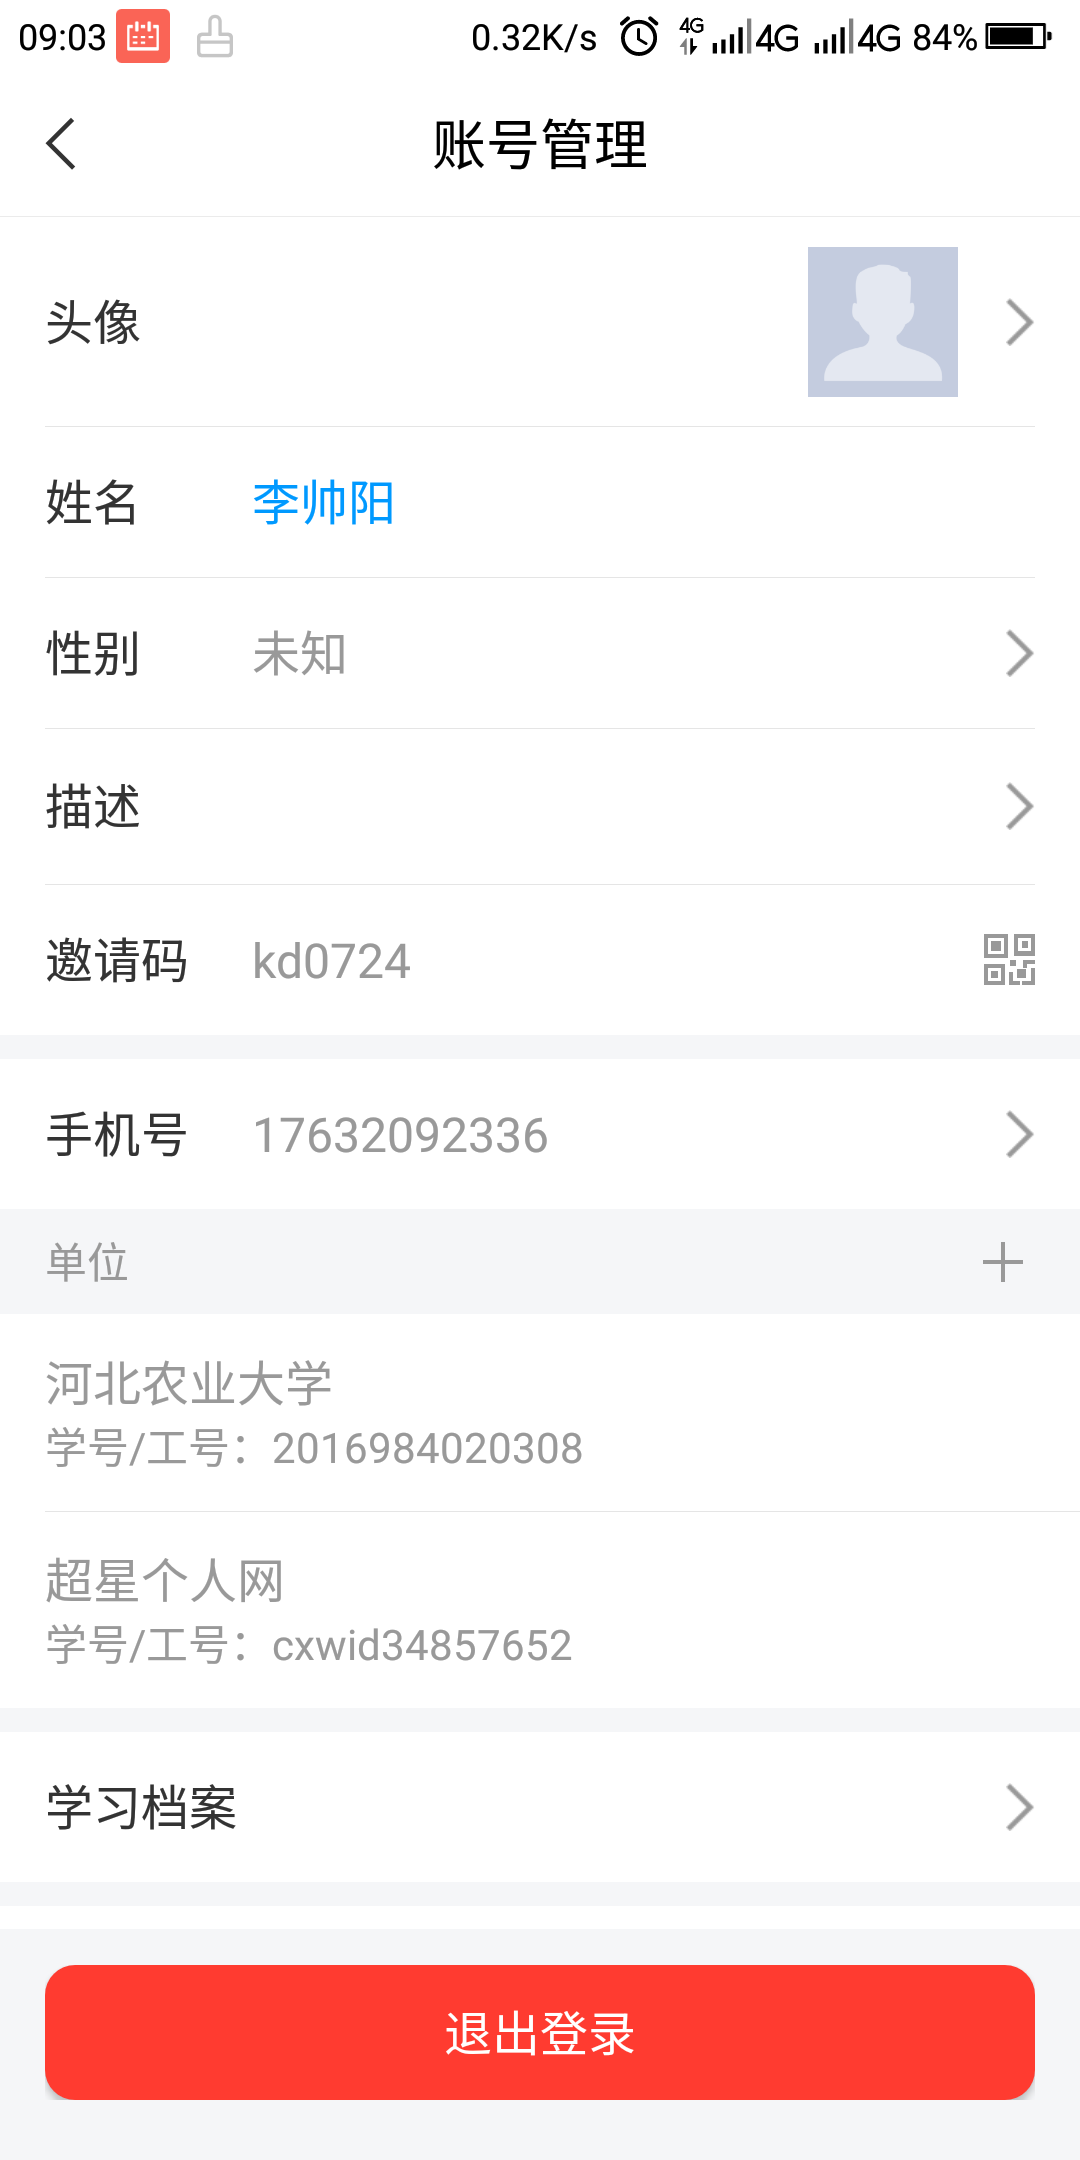 09:03 0.32K/s 4G 4G 4G 84%
账号管理
头像
姓名 李帅阳
性别 未知
描述
邀请码 kd0724
手机号 17632092336
单位
河北农业大学
学号/工号：2016984020308
超星个人网
学号/工号：cxwid34857652
学习档案
退出登录